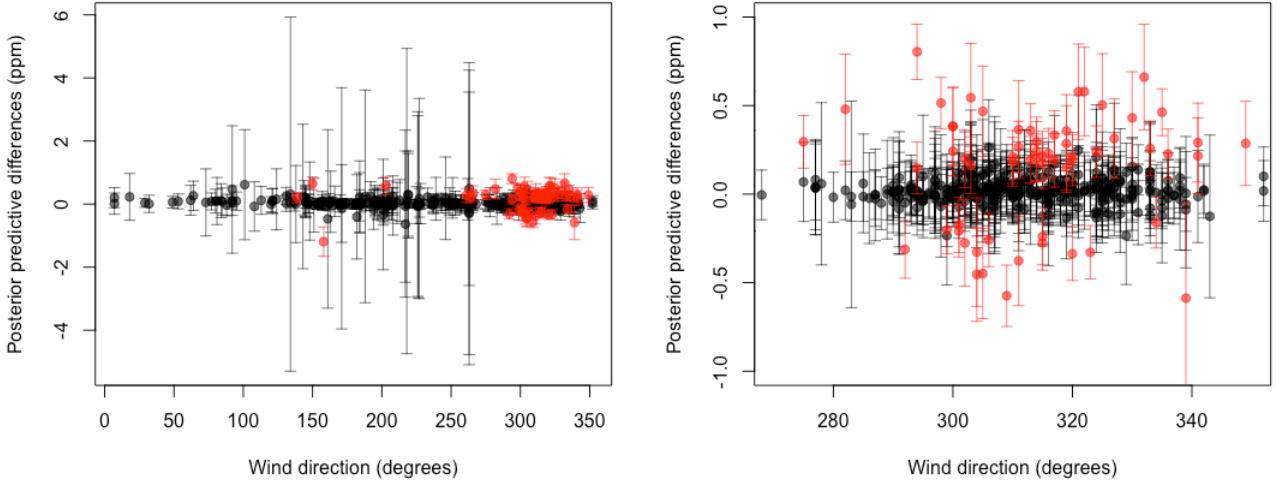 Posterior predictive differences (ppm)
6
4
2
0
-2
-4
0 50 100 150 200 250 300 350
Wind direction (degrees)
Posterior predictive differences (ppm)
1.0
0.5
0.0
-0.5
-1.0
280 300 320 340
Wind direction (degrees)